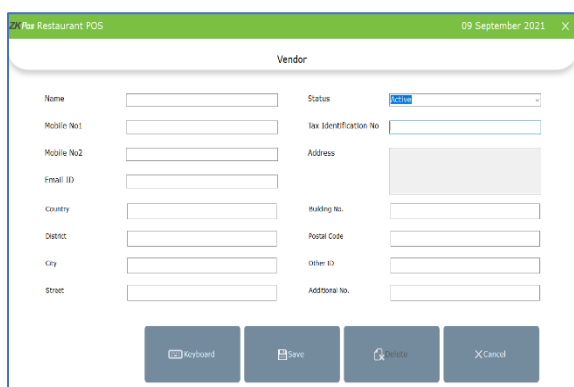 ZKPos Restaurant POS 09 September 2021 X
Vendor
Name Status Active
Mobile No1 Tax Identification No
Mobile No2 Address
Email ID
Country Building No.
District Postal Code
City Other ID
Street Additional No.
Keyboard Save Delete Cancel